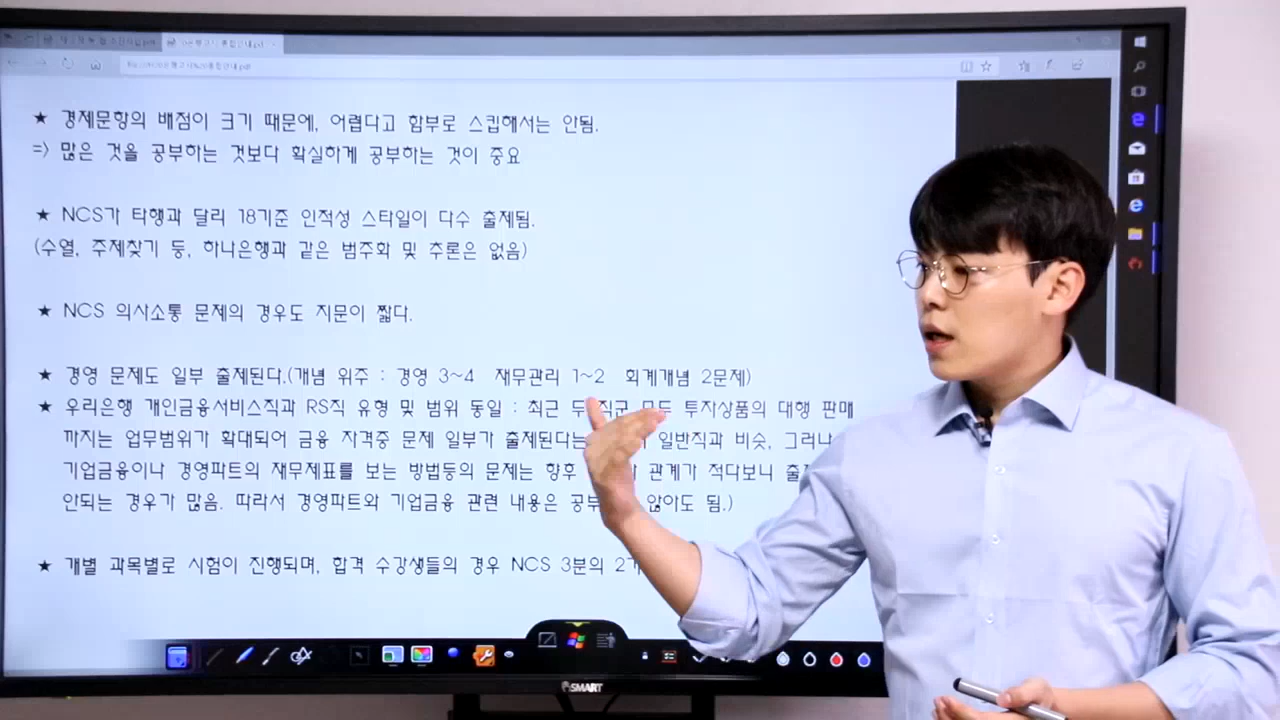 ★ 경제문항의 배점이 크기 때문에, 어렵다고 함부로 스킵해서는 안됨.
=> 많은 것을 공부하는 것보다 확실하게 공부하는 것이 중요
★ NCS가 타행과 달리 18기준 인적성 스타일이 다수 출제됨.
(수열, 주제찾기 등, 하나은행과 같은 범주화 및 추론은 없음)
★ NCS 의사소통 문제의 경우도 지문이 짧다.
★ 경영 문제도 일부 출제된다.(개념 위주 : 경영 3~4 재무관리 1~2 회계개념 2문제)
★ 우리은행 개인금융서비스직과 RS직 유형 및 범위 동일 : 최근 모두 투자상품의 대행 판매
까지는 업무범위가 확대되어 금융 자격증 문제 일부가 출제된다는 일반직과 비슷, 그러나
기업금융이나 경영파트의 재무제표를 보는 방법등의 문제는 향후 관계가 적다보니
안되는 경우가 많음. 따라서 경영파트와 기업금융 관련 내용은 않아도 됨.)
★ 개별 과목별로 시험이 진행되며, 합격 수강생들의 경우 NCS 3분의 2
SMART